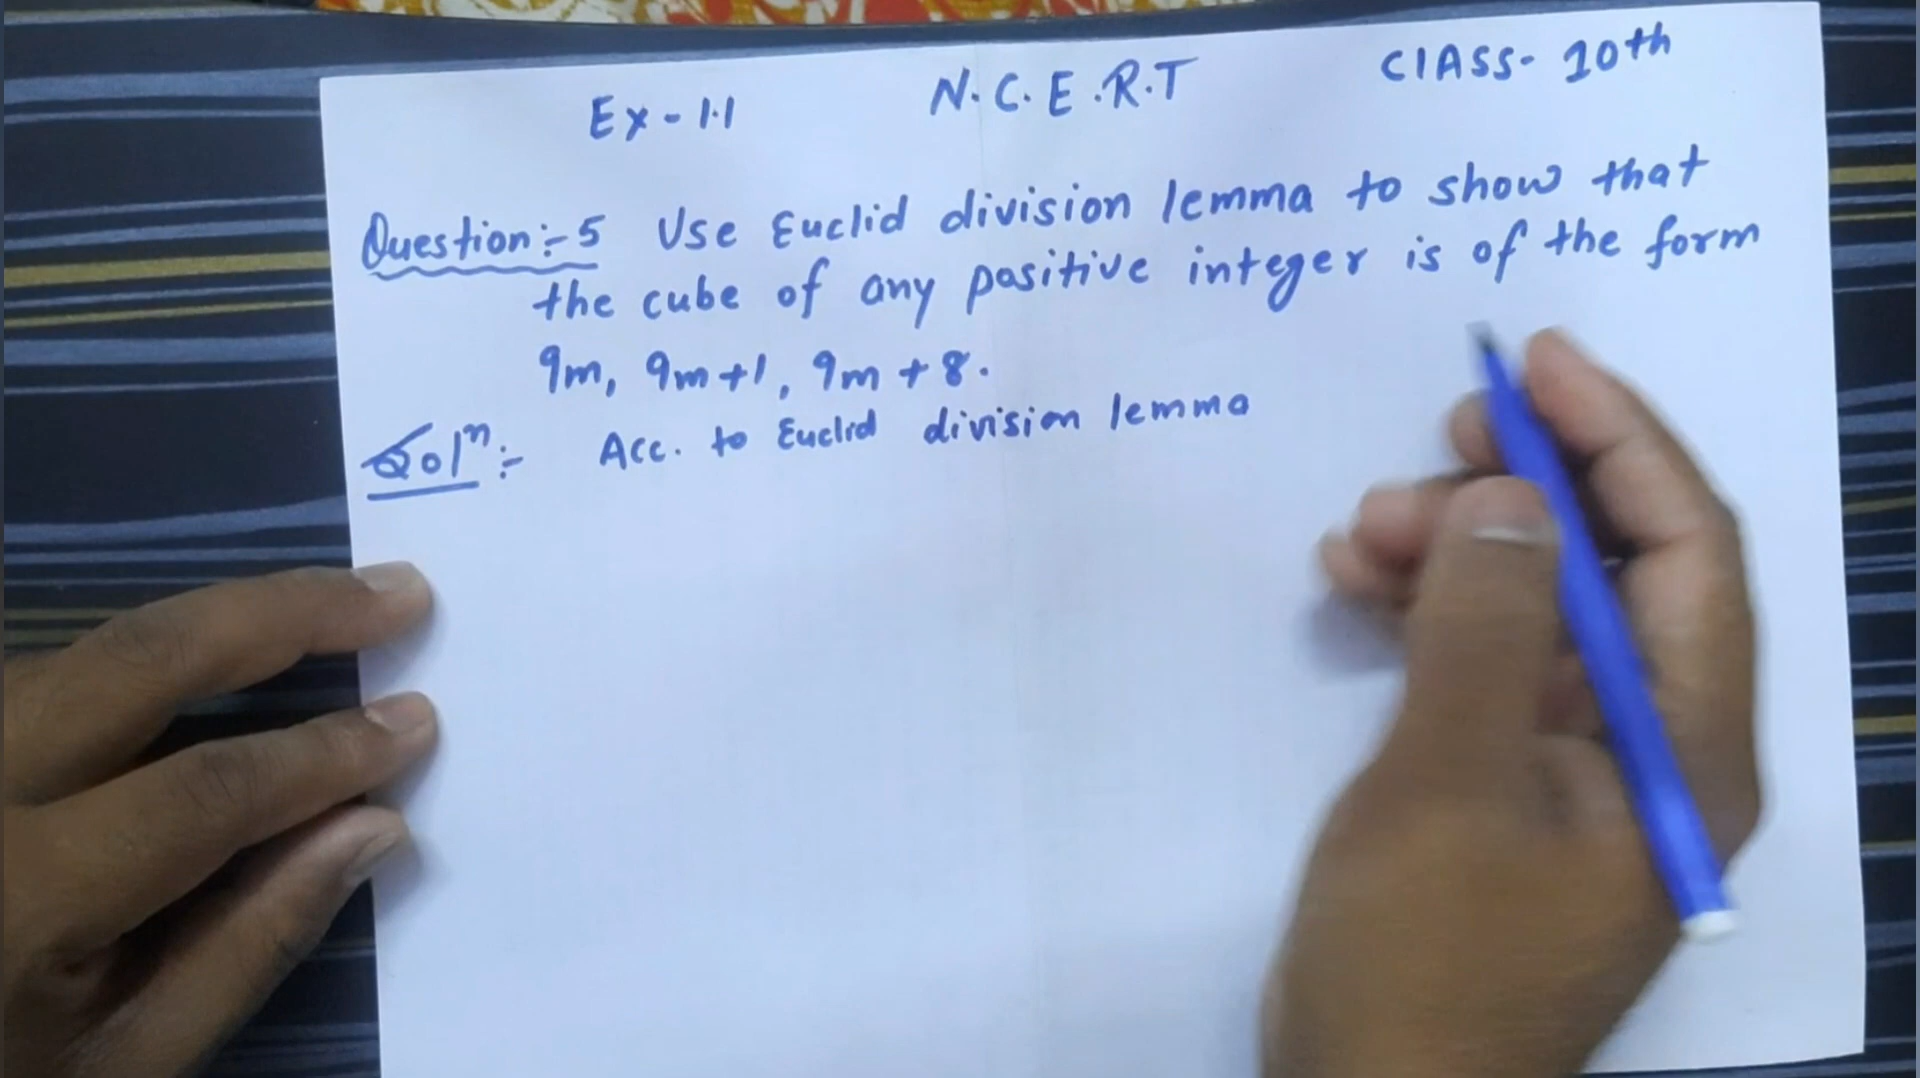 Ex-1.1 N.C.E.R.T CLASS- 10th
Question:-5 Use Euclid division lemma to show that
the cube of any positive integer is of the form
9m, 9m+1, 9m+8.
Solⁿ:- Acc. to Euclid division lemma